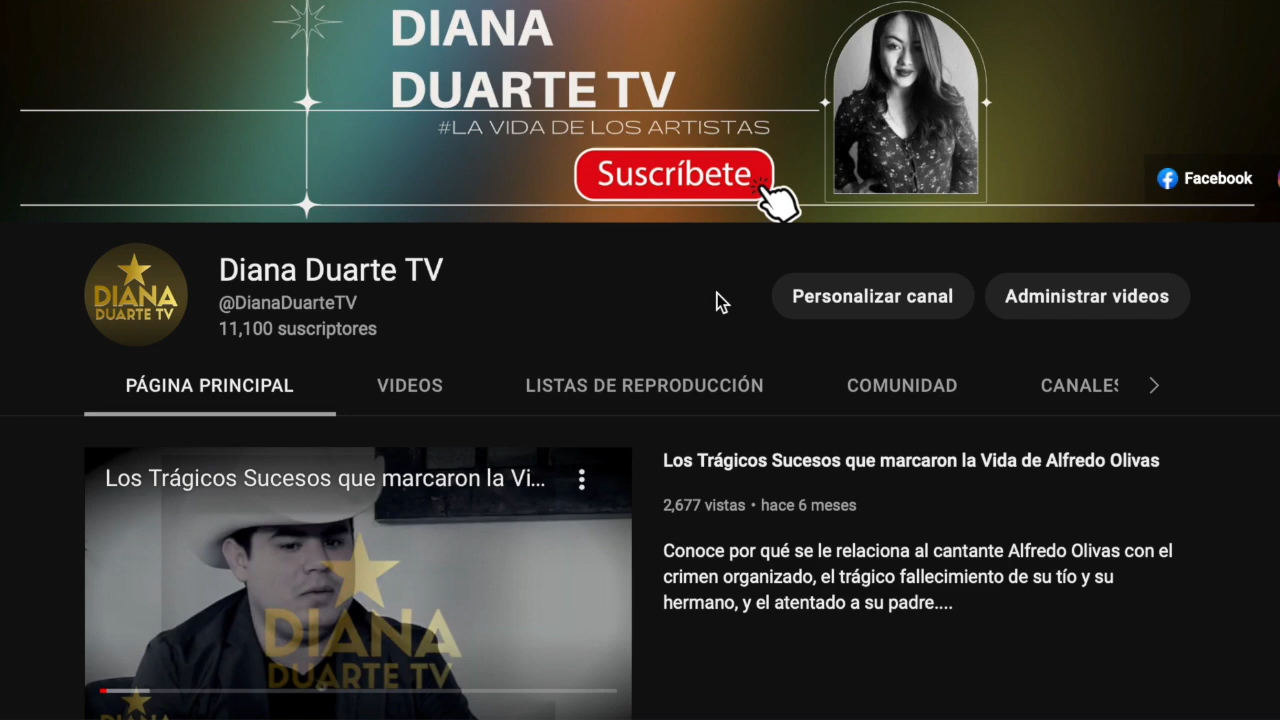 DIANA
DUARTE TV
#LA VIDA DE LOS ARTISTAS
Suscríbete
Facebook
DIANA
DUARTE TV
Diana Duarte TV
@DianaDuarteTV
11,100 suscriptores
Personalizar canal
Administrar videos
PÁGINA PRINCIPAL
VIDEOS
LISTAS DE REPRODUCCIÓN
COMUNIDAD
CANALES
Los Trágicos Sucesos que marcaron la Vi...
DIANA
DUARTE TV
DIANA
Los Trágicos Sucesos que marcaron la Vida de Alfredo Olivas
2,677 vistas • hace 6 meses
Conoce por qué se le relaciona al cantante Alfredo Olivas con el
crimen organizado, el trágico fallecimiento de su tío y su
hermano, y el atentado a su padre....